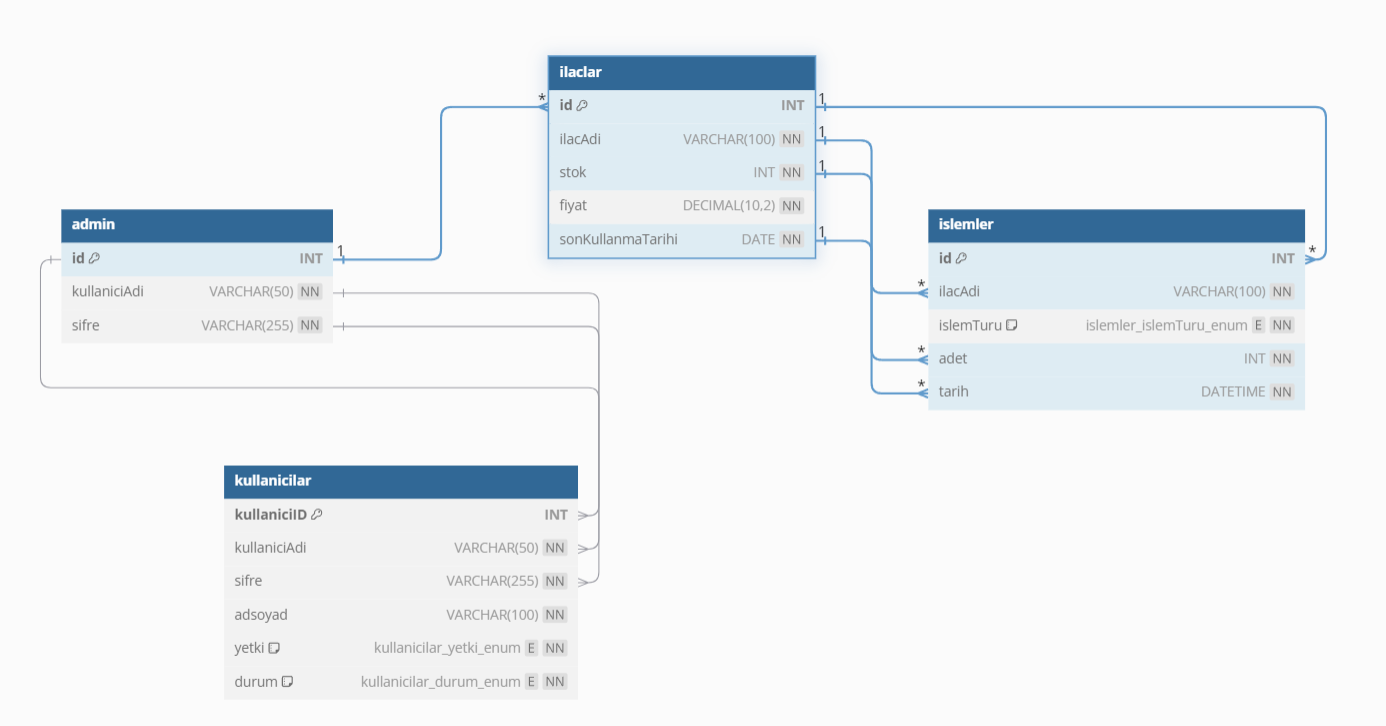 ilaclar
* id INT 1
ilacAdi VARCHAR(100) NN 1
stok INT NN 1
fiyat DECIMAL(10,2) NN
sonKullanmaTarihi DATE NN 1
admin
id INT 1
kullaniciAdi VARCHAR(50) NN
sifre VARCHAR(255) NN
islemler
id INT *
* ilacAdi VARCHAR(100) NN
islemTuru islemler_islemTuru_enum E NN
* adet INT NN
* tarih DATETIME NN
kullanicilar
kullaniciID INT
kullaniciAdi VARCHAR(50) NN
sifre VARCHAR(255) NN
adsoyad VARCHAR(100) NN
yetki kullanicilar_yetki_enum E NN
durum kullanicilar_durum_enum E NN